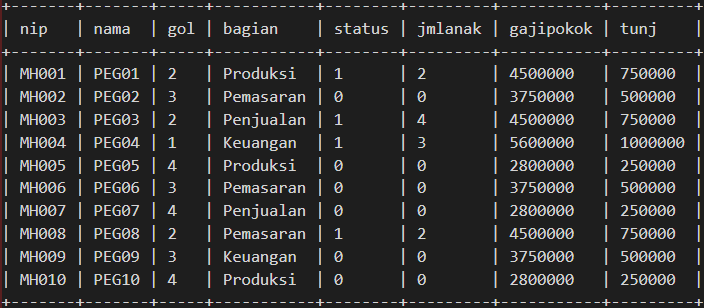 +-------+-------+-----+-----------+--------+---------+-----------+---------+
| nip   | nama  | gol | bagian    | status | jmlanak | gajipokok | tunj    |
+-------+-------+-----+-----------+--------+---------+-----------+---------+
| MH001 | PEG01 | 2   | Produksi  | 1      | 2       | 4500000   | 750000  |
| MH002 | PEG02 | 3   | Pemasaran | 0      | 0       | 3750000   | 500000  |
| MH003 | PEG03 | 2   | Penjualan | 1      | 4       | 4500000   | 750000  |
| MH004 | PEG04 | 1   | Keuangan  | 1      | 3       | 5600000   | 1000000 |
| MH005 | PEG05 | 4   | Produksi  | 0      | 0       | 2800000   | 250000  |
| MH006 | PEG06 | 3   | Pemasaran | 0      | 0       | 3750000   | 500000  |
| MH007 | PEG07 | 4   | Penjualan | 0      | 0       | 2800000   | 250000  |
| MH008 | PEG08 | 2   | Pemasaran | 1      | 2       | 4500000   | 750000  |
| MH009 | PEG09 | 3   | Keuangan  | 0      | 0       | 3750000   | 500000  |
| MH010 | PEG10 | 4   | Produksi  | 0      | 0       | 2800000   | 250000  |
+-------+-------+-----+-----------+--------+---------+-----------+---------+